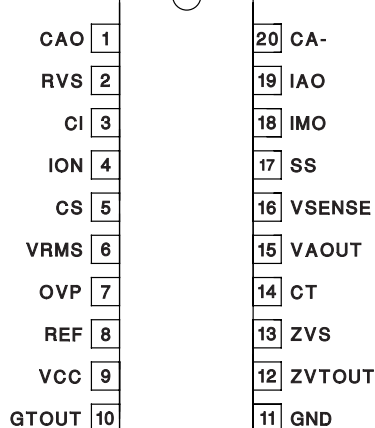 CAO 1 20 CA-
RVS 2 19 IAO
CI 3 18 IMO
ION 4 17 SS
CS 5 16 VSENSE
VRMS 6 15 VAOUT
OVP 7 14 CT
REF 8 13 ZVS
VCC 9 12 ZVTOUT
GTOUT 10 11 GND